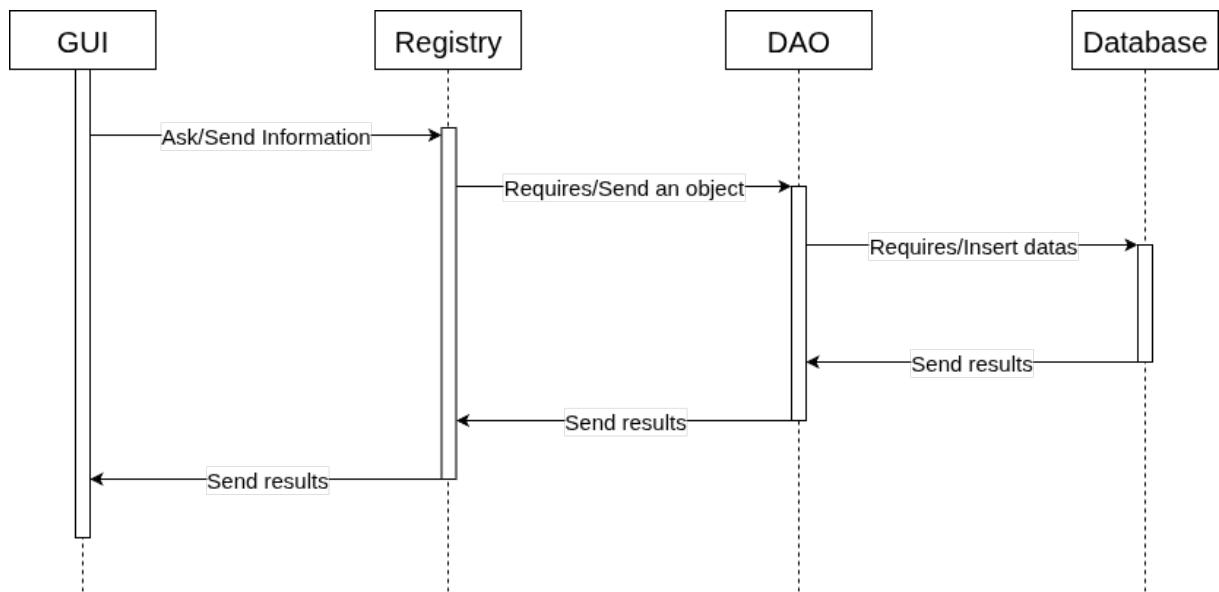 GUI
Registry
DAO
Database
Ask/Send Information
Requires/Send an object
Requires/Insert datas
Send results
Send results
Send results